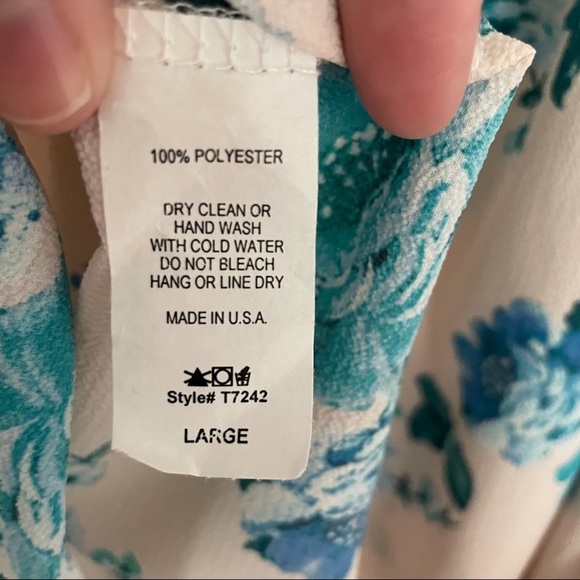 100% POLYESTER
DRY CLEAN OR
HAND WASH
WITH COLD WATER
DO NOT BLEACH
HANG OR LINE DRY
MADE IN U.S.A.
Style# T7242
LARGE